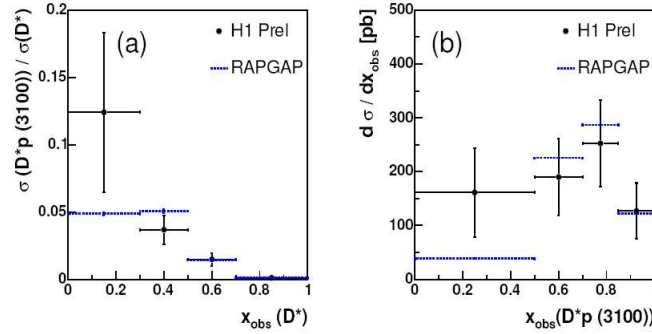 0.2
0.15
0.1
0.05
0
σ (D*p (3100)) / σ(D*)
(a)
H1 Prel
RAPGAP
0 0.2 0.4 0.6 0.8 1
x_obs (D*)
500
400
300
200
100
0
d σ / dx_obs [pb]
(b)
H1 Prel
RAPGAP
0 0.2 0.4 0.6 0.8
x_obs(D*p (3100))